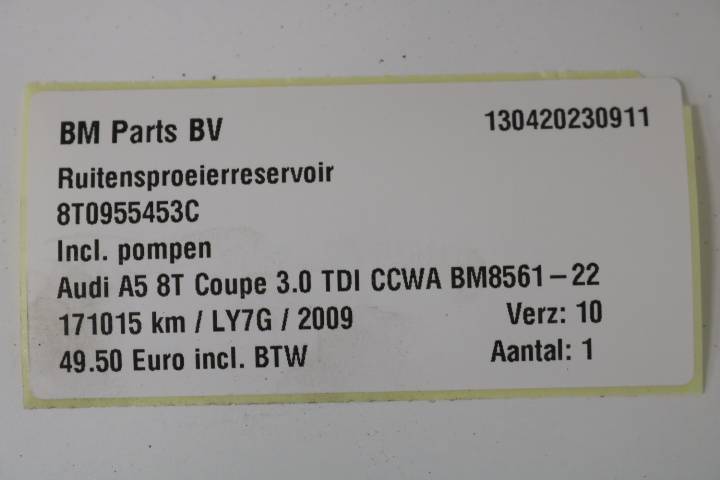 BM Parts BV 130420230911
Ruitensproeierreservoir
8T0955453C
Incl. pompen
Audi A5 8T Coupe 3.0 TDI CCWA BM8561-22
171015 km / LY7G / 2009 Verz: 10
49.50 Euro incl. BTW Aantal: 1